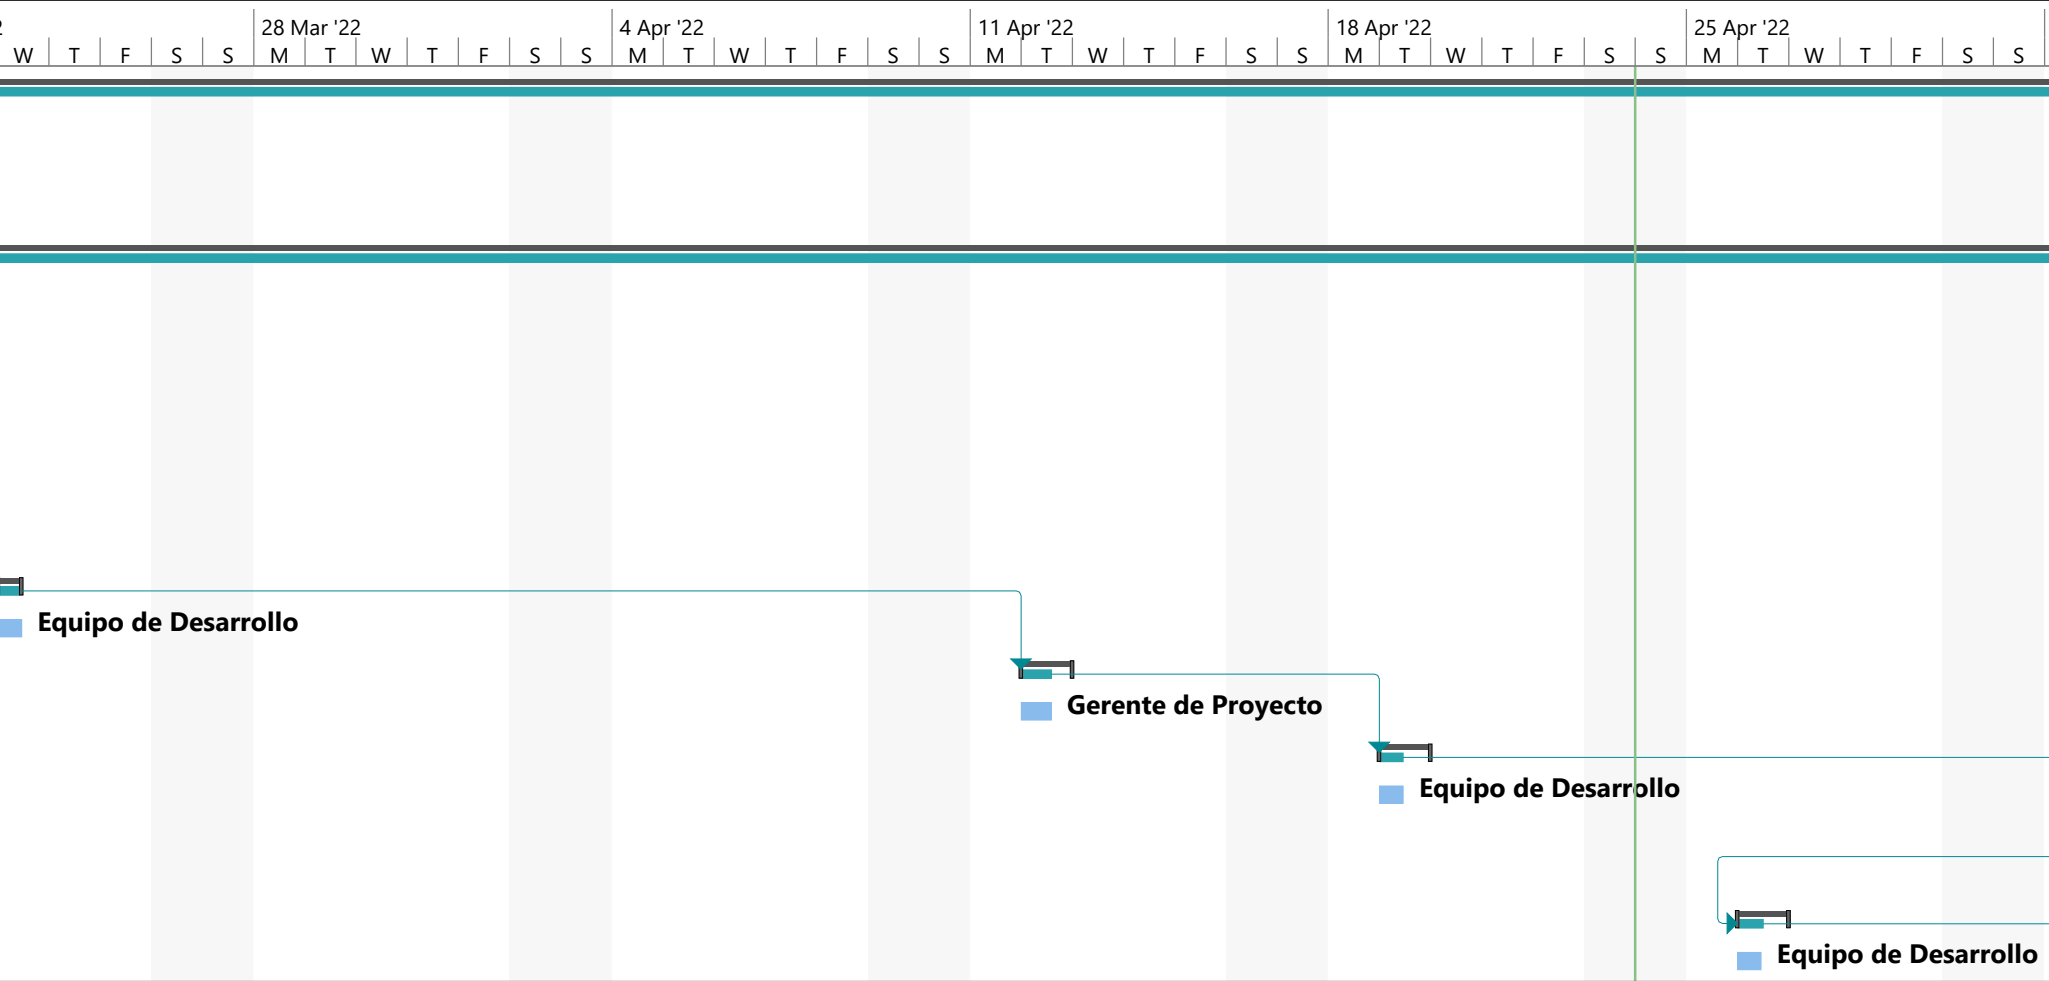 2 28 Mar '22 4 Apr '22 11 Apr '22 18 Apr '22 25 Apr '22
W T F S S M T W T F S S M T W T F S S M T W T F S S M T W T F S S M T W T F S S
Equipo de Desarrollo
Gerente de Proyecto
Equipo de Desarrollo
Equipo de Desarrollo